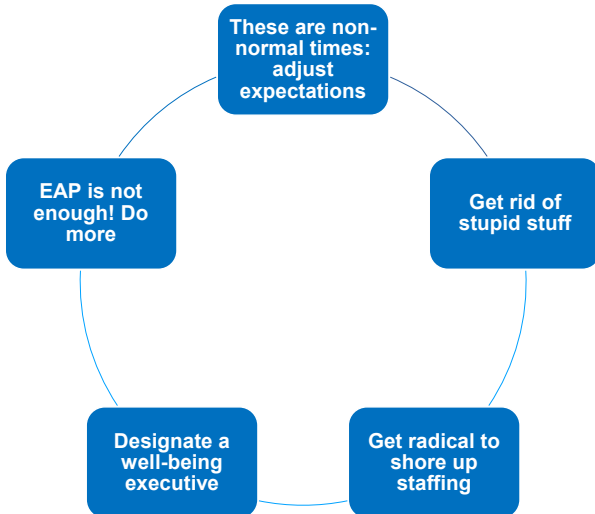 These are non-
normal times:
adjust
expectations
Get rid of
stupid stuff
Get radical to
shore up
staffing
Designate a
well-being
executive
EAP is not
enough! Do
more